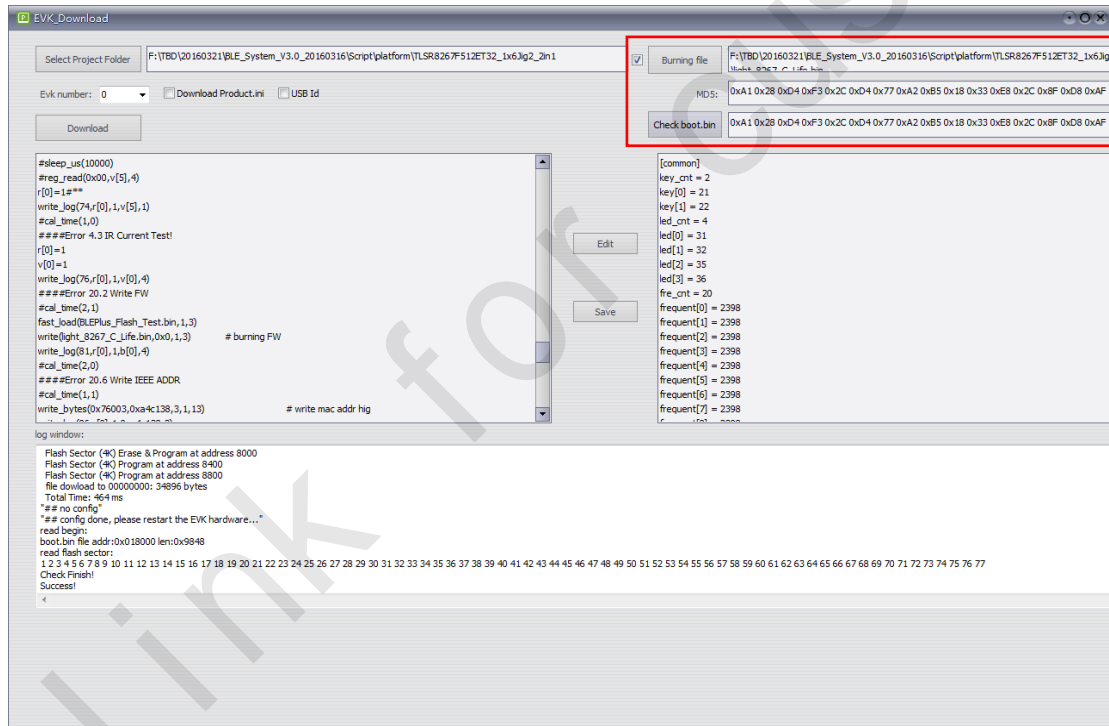 EVK_Download
Select Project Folder
F:\TBD\20160321\BLE_System_V3.0_20160316\Script\platform\TLSR8267F512ET32_1x6Jig2_2in1
Burning file
F:\TBD\20160321\BLE_System_V3.0_20160316\Script\platform\TLSR8267F512ET32_1x6Jig
\light_8267_C_Life.bin
Evk number: 0
Download Product.ini
USB Id
MD5:
0xA1 0x28 0xD4 0xF3 0x2C 0xD4 0x77 0xA2 0xB5 0x18 0x33 0xE8 0x2C 0x8F 0xD8 0xAF
Download
Check boot.bin
0xA1 0x28 0xD4 0xF3 0x2C 0xD4 0x77 0xA2 0xB5 0x18 0x33 0xE8 0x2C 0x8F 0xD8 0xAF
#sleep_us(10000)
#reg_read(0x00,v[5],4)
r[0]=1#**
write_log(74,r[0],1,v[5],1)
#cal_time(1,0)
####Error 4.3 IR Current Test!
r[0]=1
v[0]=1
write_log(76,r[0],1,v[0],4)
####Error 20.2 Write FW
#cal_time(2,1)
fast_load(BLEPlus_Flash_Test.bin,1,3)
write(light_8267_C_Life.bin,0x0,1,3) # burning FW
write_log(81,r[0],1,b[0],4)
#cal_time(2,0)
####Error 20.6 Write IEEE ADDR
#cal_time(1,1)
write_bytes(0x76003,0xa4c138,3,1,13) # write mac addr hig
Edit
Save
[common]
key_cnt = 2
key[0] = 21
key[1] = 22
led_cnt = 4
led[0] = 31
led[1] = 32
led[2] = 35
led[3] = 36
fre_cnt = 20
frequent[0] = 2398
frequent[1] = 2398
frequent[2] = 2398
frequent[3] = 2398
frequent[4] = 2398
frequent[5] = 2398
frequent[6] = 2398
frequent[7] = 2398
log window:
Flash Sector (4K) Erase & Program at address 8000
Flash Sector (4K) Program at address 8400
Flash Sector (4K) Program at address 8800
file dowload to 00000000: 34896 bytes
Total Time: 464 ms
"## no config"
"## config done, please restart the EVK hardware..."
read begin:
boot.bin file addr:0x018000 len:0x9848
read flash sector:
1 2 3 4 5 6 7 8 9 10 11 12 13 14 15 16 17 18 19 20 21 22 23 24 25 26 27 28 29 30 31 32 33 34 35 36 37 38 39 40 41 42 43 44 45 46 47 48 49 50 51 52 53 54 55 56 57 58 59 60 61 62 63 64 65 66 67 68 69 70 71 72 73 74 75 76 77
Check Finish!
Success!
link for cus